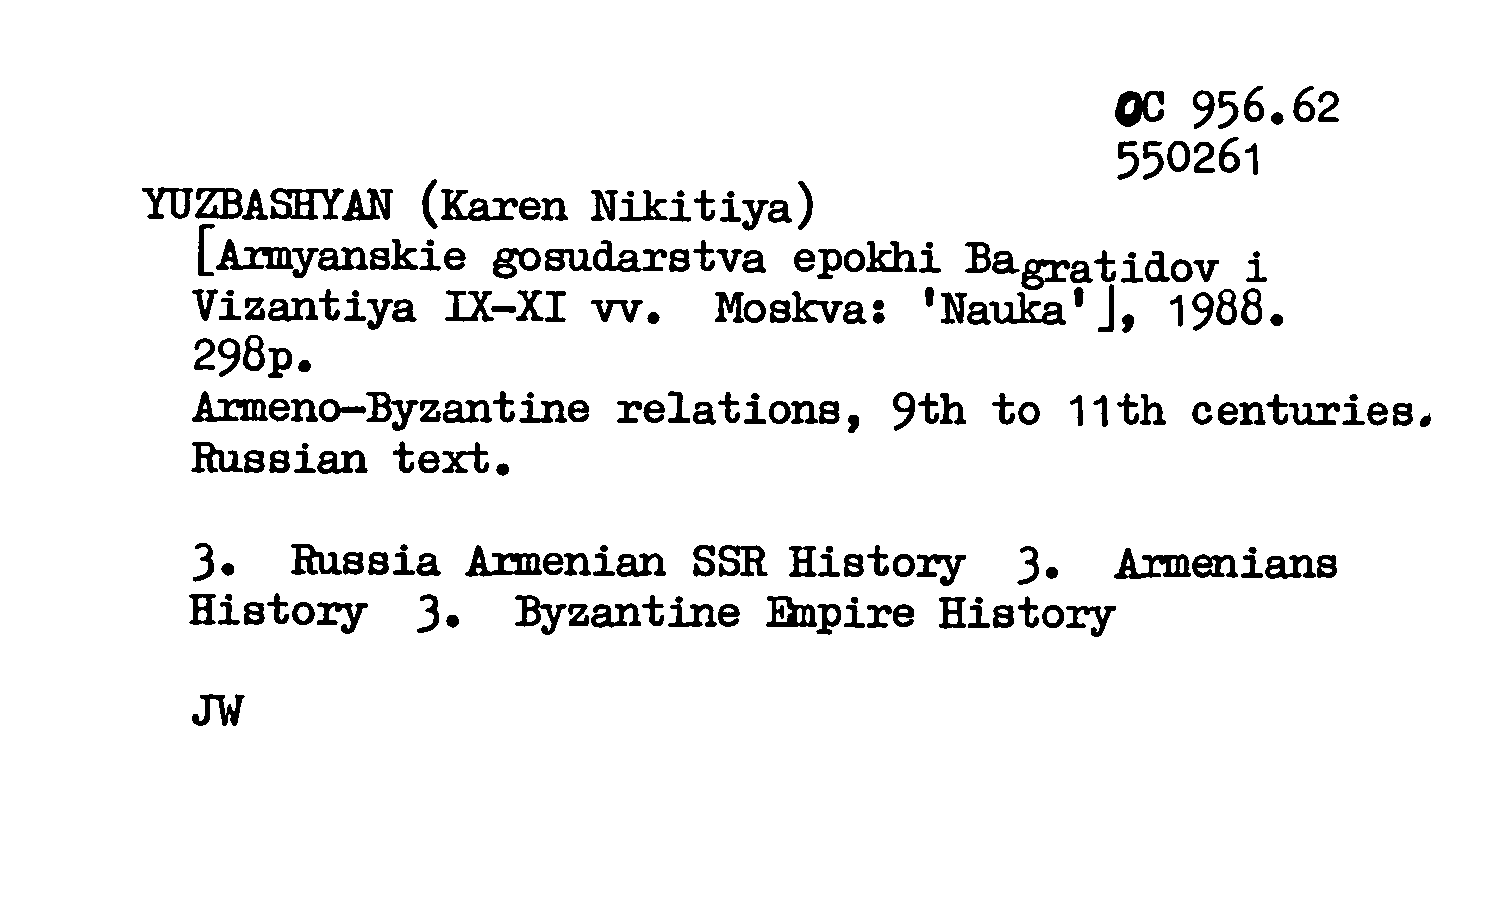 OC 956.62
550261
YUZBASHYAN (Karen Nikitiya)
[Armyanskie gosudarstva epokhi Bagratidov i
Vizantiya IX-XI vv. Moskva: 'Nauka'], 1988.
298p.
Armeno-Byzantine relations, 9th to 11th centuries.
Russian text.
3. Russia Armenian SSR History 3. Armenians
History 3. Byzantine Empire History
JW